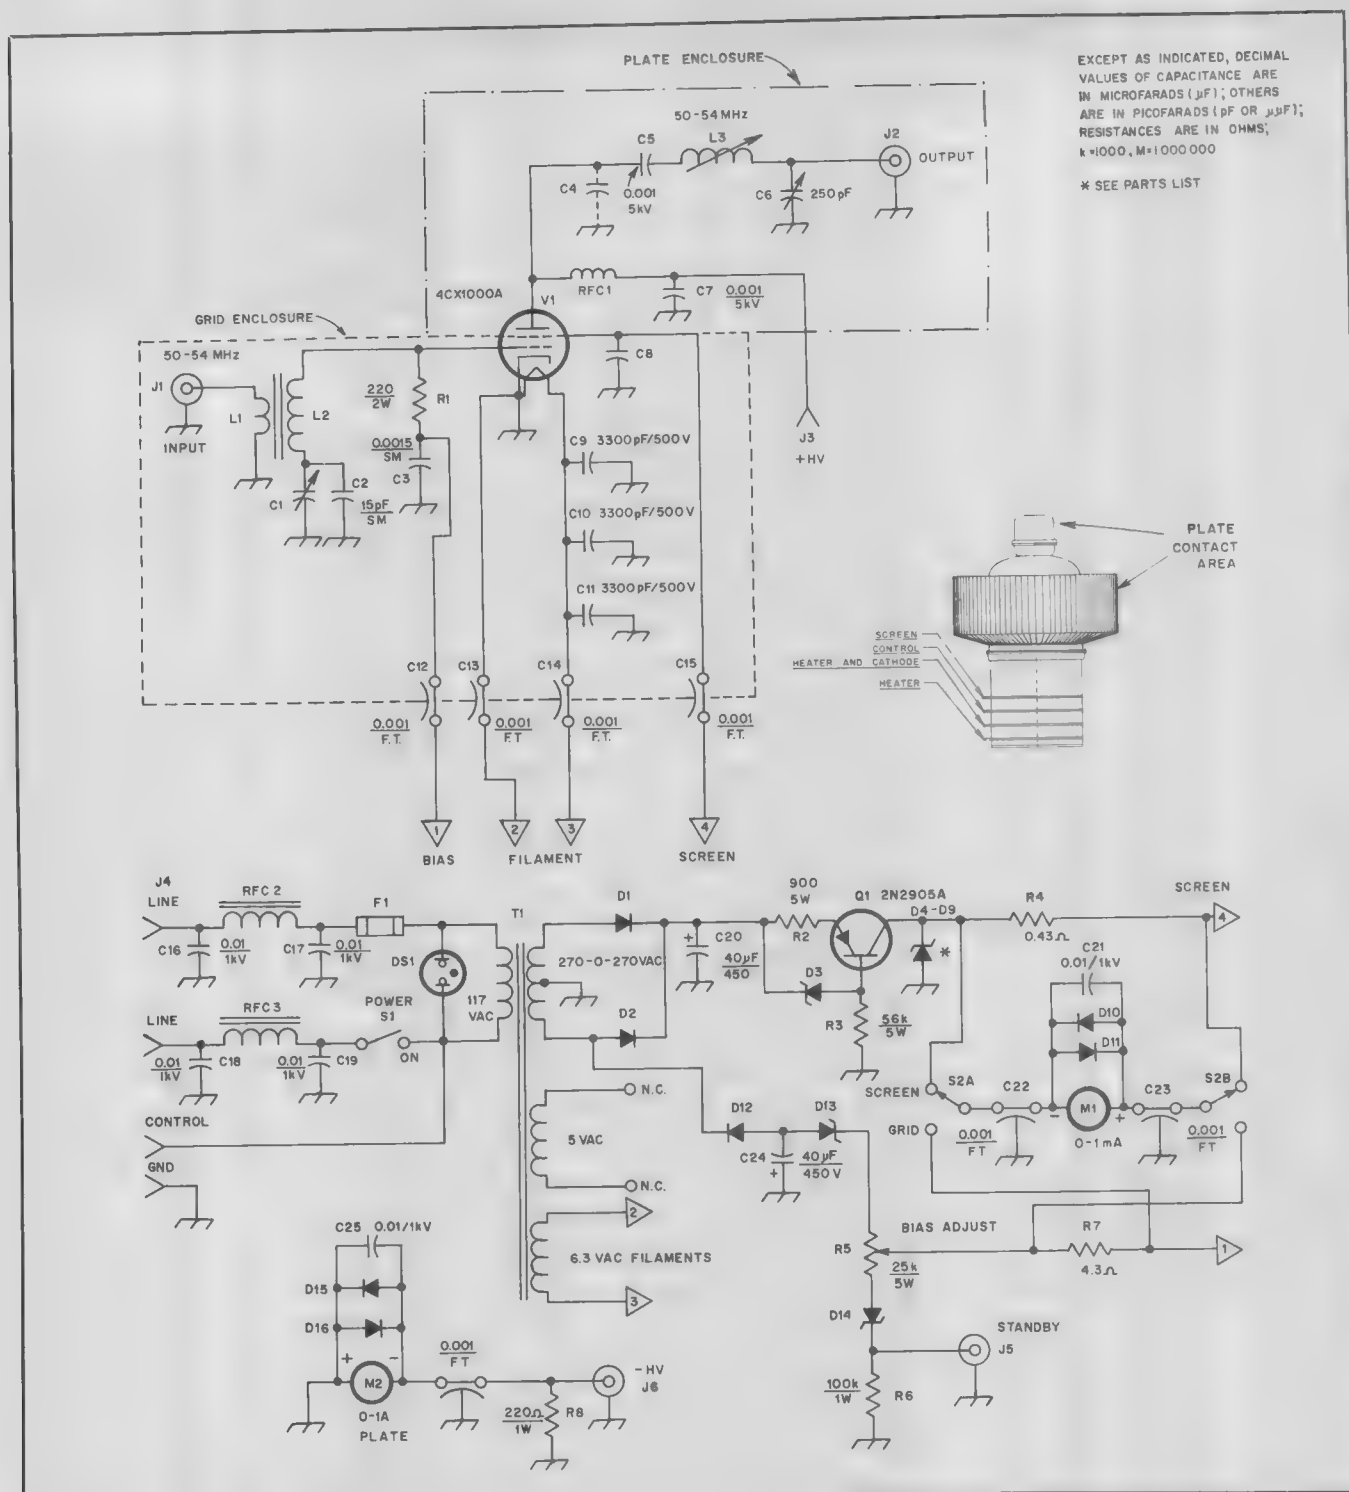 PLATE ENCLOSURE
EXCEPT AS INDICATED, DECIMAL
VALUES OF CAPACITANCE ARE
IN MICROFARADS (µF); OTHERS
ARE IN PICOFARADS (pF OR µµF);
RESISTANCES ARE IN OHMS;
k=1000, M=1000000
* SEE PARTS LIST
50-54 MHz
C5
L3
J2
OUTPUT
C4
0.001
5kV
C6
250pF
4CX1000A
V1
RFC1
C7
0.001
5kV
GRID ENCLOSURE
50-54 MHz
J1
INPUT
L1
L2
220
2W
R1
C8
0.0015
SM
C3
C1
C2
15pF
SM
C9 3300pF/500V
C10 3300pF/500V
C11 3300pF/500V
J3
+HV
PLATE
CONTACT
AREA
SCREEN
CONTROL
HEATER AND CATHODE
HEATER
C12
C13
C14
C15
0.001
F.T.
0.001
F.T
0.001
F.T.
0.001
F.T.
1
2
3
4
BIAS
FILAMENT
SCREEN
J4
LINE
RFC2
F1
T1
D1
900
5W
R2
Q1 2N2905A
D4-D9
*
R4
0.43Ω
SCREEN
4
C16
0.01
1kV
C17
0.01
1kV
DS1
270-0-270VAC
C20
40µF
450
D3
C21
0.01/1kV
D10
D11
LINE
RFC3
POWER
S1
ON
117
VAC
D2
R3
56k
5W
0.01
1kV
C18
0.01
1kV
C19
SCREEN
S2A
C22
M1
C23
S2B
GRID
0.001
FT
0-1mA
0.001
FT
CONTROL
GND
N.C.
5 VAC
N.C.
D12
D13
C24
40µF
450V
2
6.3 VAC FILAMENTS
3
R5
25k
5W
BIAS ADJUST
R7
4.3Ω
1
C25 0.01/1kV
D15
D16
M2
0-1A
PLATE
0.001
FT
-HV
J6
220Ω
1W
R8
D14
STANDBY
J5
100k
1W
R6